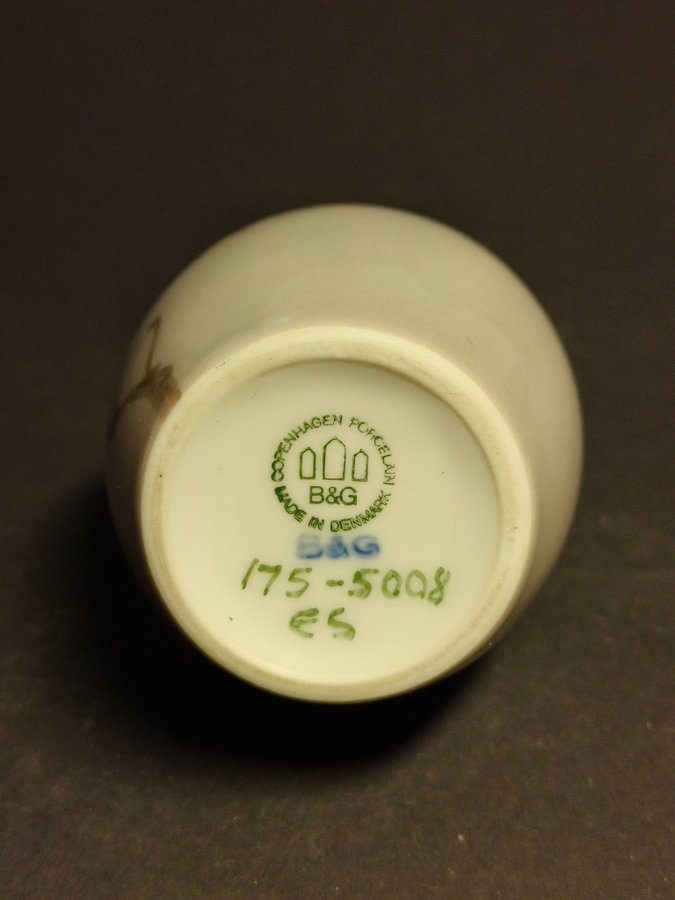 COPENHAGEN PORCELAIN
B&G
MADE IN DENMARK
B&G
175-5008
ES